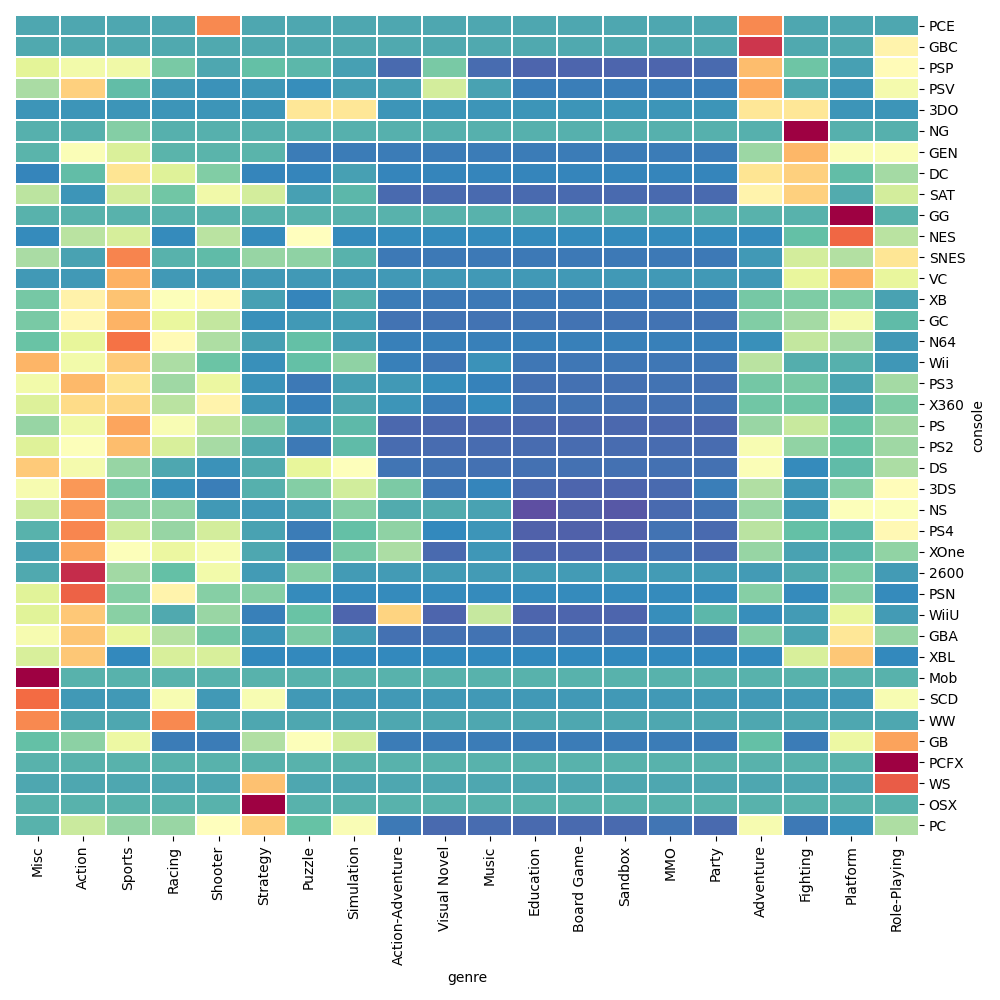 PCE
GBC
PSP
PSV
3DO
NG
GEN
DC
SAT
GG
NES
SNES
VC
XB
GC
N64
Wii
PS3
X360
PS
PS2
DS
3DS
NS
PS4
XOne
2600
PSN
WiiU
GBA
XBL
Mob
SCD
WW
GB
PCFX
WS
OSX
PC
console
Misc
Action
Sports
Racing
Shooter
Strategy
Puzzle
Simulation
Action-Adventure
Visual Novel
Music
Education
Board Game
Sandbox
MMO
Party
Adventure
Fighting
Platform
Role-Playing
genre